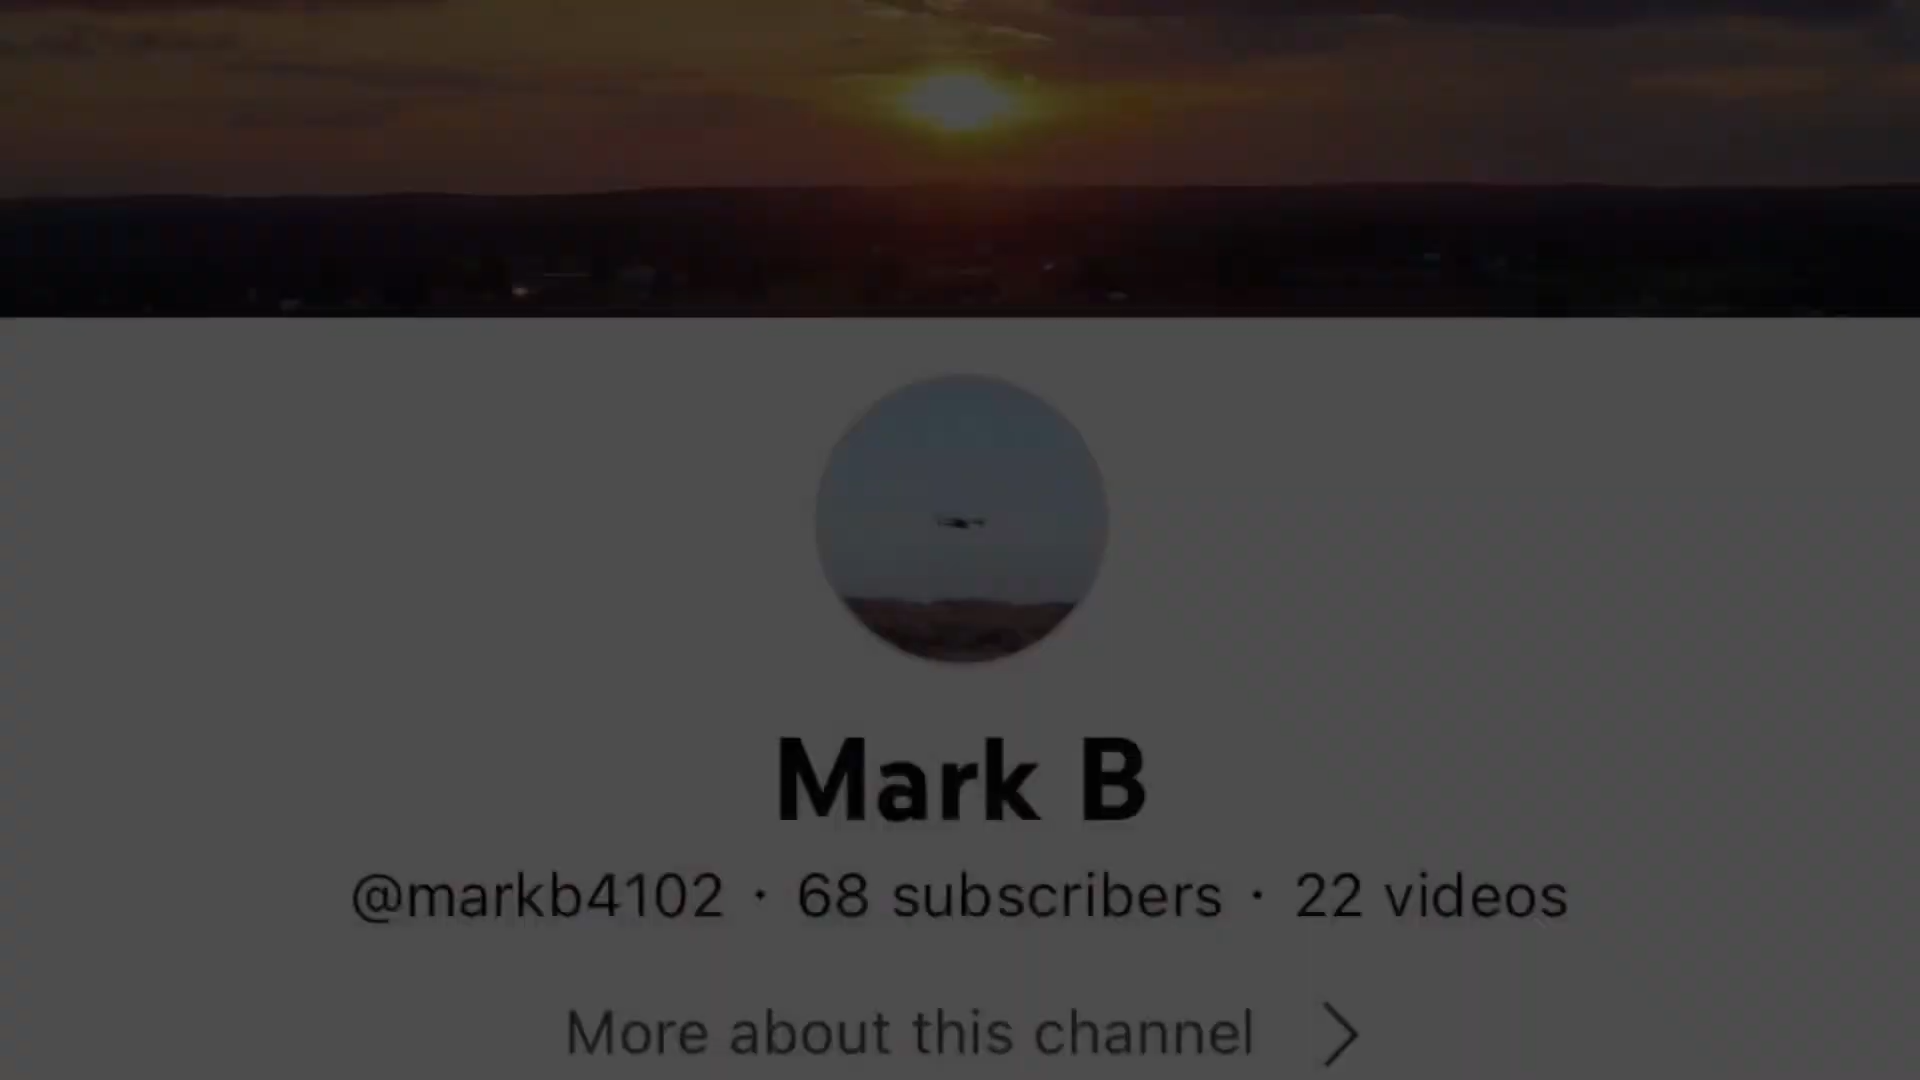 Mark B
@markb4102 · 68 subscribers · 22 videos
More about this channel >